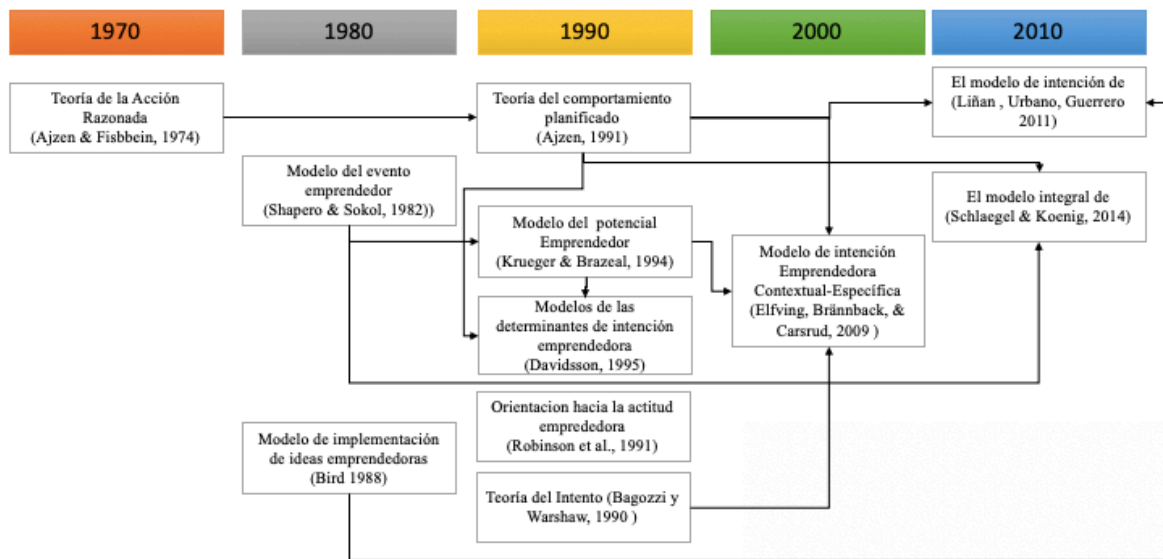 1970
1980
1990
2000
2010
Teoría de la Acción
Razonada
(Ajzen & Fisbbein, 1974)
Teoría del comportamiento
planificado
(Ajzen, 1991)
El modelo de intención de
(Liñan , Urbano, Guerrero
2011)
Modelo del evento
emprendedor
(Shapero & Sokol, 1982))
El modelo integral de
(Schlaegel & Koenig, 2014)
Modelo del potencial
Emprendedor
(Krueger & Brazeal, 1994)
Modelo de intención
Emprendedora
Contextual-Específica
(Elfving, Brännback, &
Carsrud, 2009 )
Modelos de las
determinantes de intención
emprendedora
(Davidsson, 1995)
Orientacion hacia la actitud
empredédora
(Robinson et al., 1991)
Modelo de implementación
de ideas emprendedoras
(Bird 1988)
Teoría del Intento (Bagozzi y
Warshaw, 1990 )